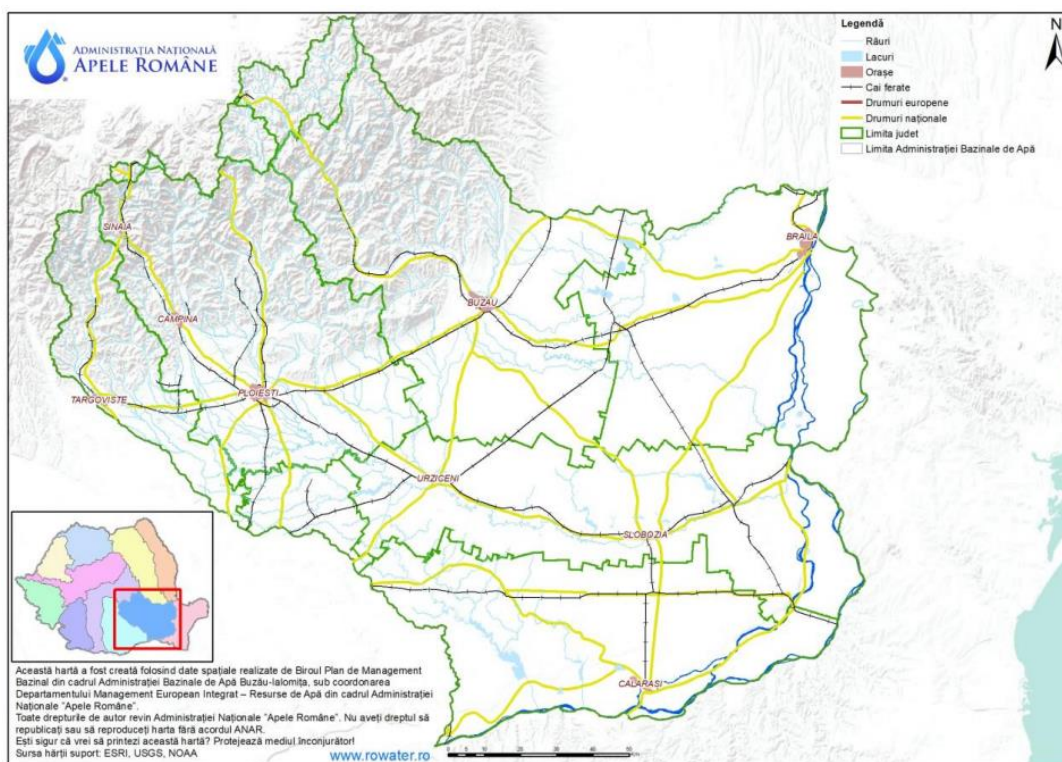 ADMINISTRAȚIA NAȚIONALĂ
APELE ROMÂNE
Legendă
Râuri
Lacuri
Orașe
Cai ferate
Drumuri europene
Drumuri naționale
Limita judet
Limita Administrației Bazinale de Apă
N
SINAIA
BRAILA
BUZAU
CAMPINA
PLOIESTI
TARGOVISTE
URZICENI
SLOBOZIA
CALARASI
Această hartă a fost creată folosind date spațiale realizate de Biroul Plan de Management
Bazinal din cadrul Administrației Bazinale de Apă Buzău-Ialomița, sub coordonarea
Departamentului Management European Integrat – Resurse de Apă din cadrul Administrației
Naționale "Apele Române".
Toate drepturile de autor revin Administrației Naționale "Apele Române". Nu aveți dreptul să
republicați sau să reproduceți harta fără acordul ANAR.
Ești sigur că vrei să printezi această hartă? Protejează mediul înconjurător!
Sursa hărții suport: ESRI, USGS, NOAA
www.rowater.ro